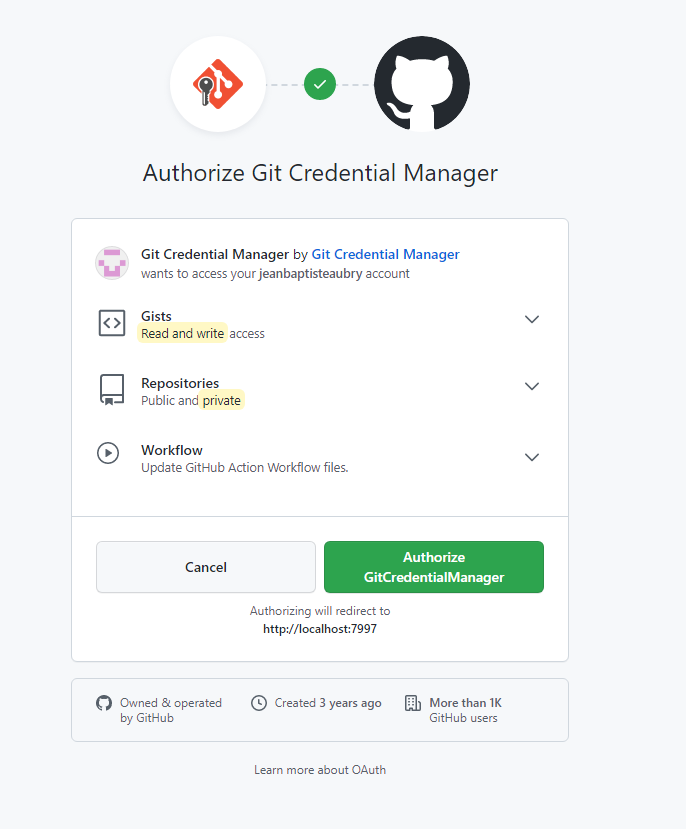 Authorize Git Credential Manager
Git Credential Manager by Git Credential Manager
wants to access your jeanbaptisteaubry account
Gists
Read and write access
Repositories
Public and private
Workflow
Update GitHub Action Workflow files.
Cancel
Authorize
GitCredentialManager
Authorizing will redirect to
http://localhost:7997
Owned & operated
by GitHub
Created 3 years ago
More than 1K
GitHub users
Learn more about OAuth